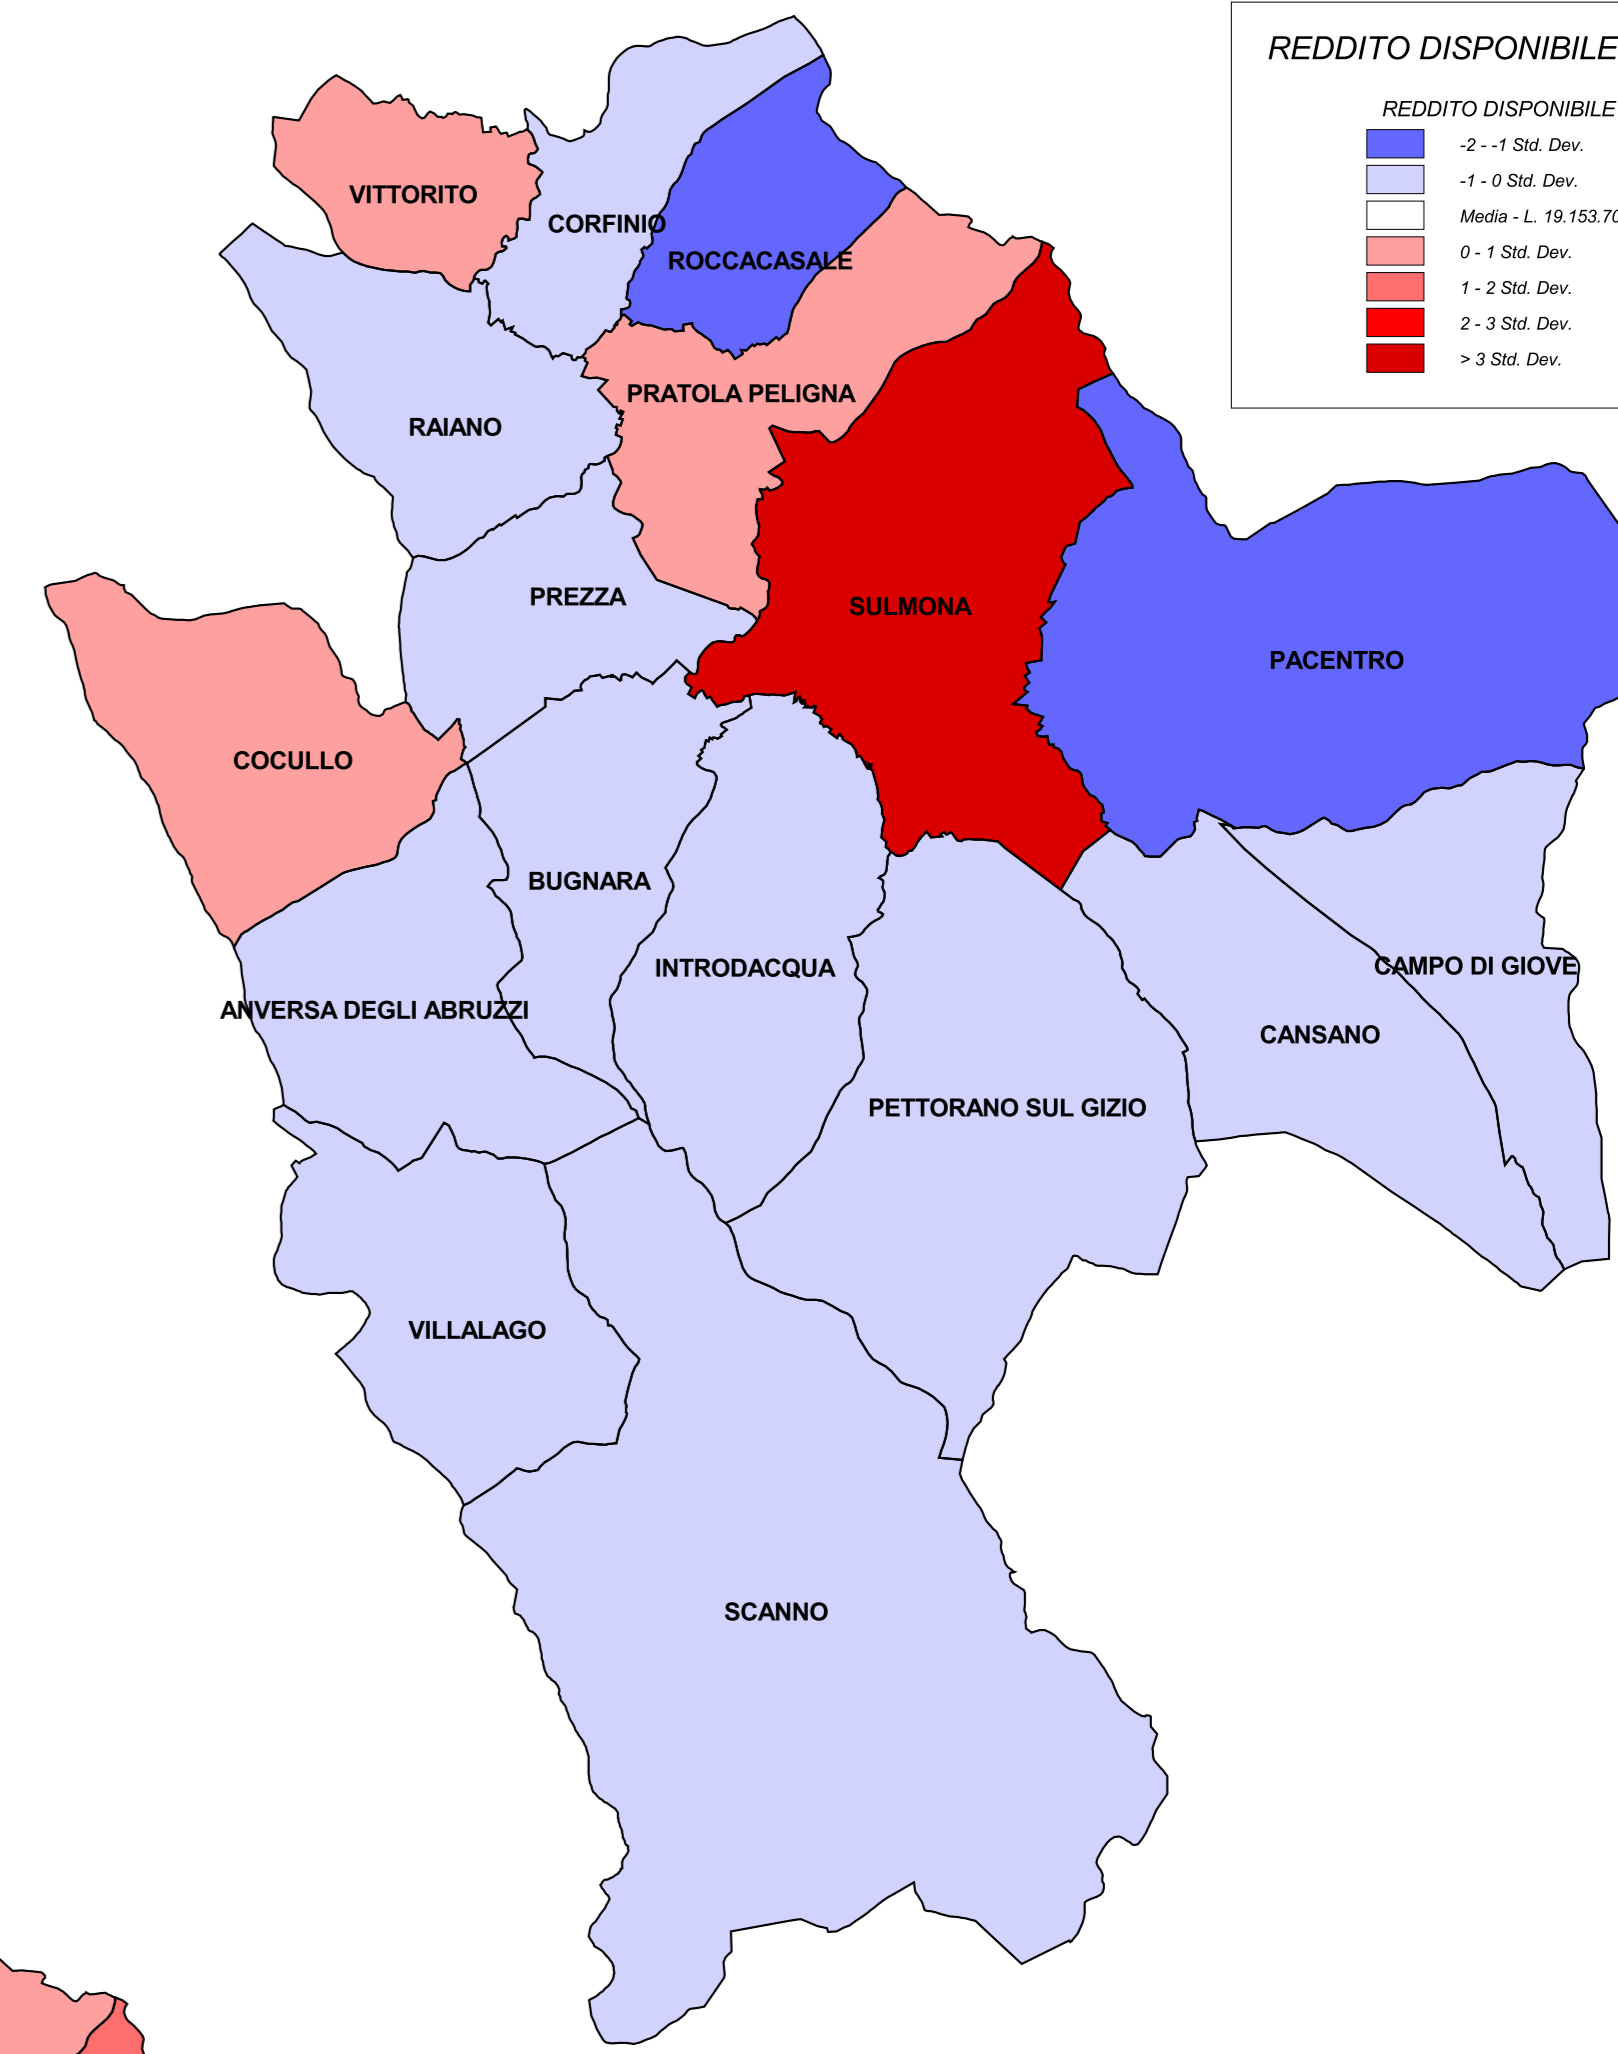 REDDITO DISPONIBILE
REDDITO DISPONIBILE
-2 - -1 Std. Dev.
-1 - 0 Std. Dev.
Media - L. 19.153.70
0 - 1 Std. Dev.
1 - 2 Std. Dev.
2 - 3 Std. Dev.
> 3 Std. Dev.
VITTORITO
CORFINIO
ROCCACASALE
PRATOLA PELIGNA
RAIANO
PREZZA
SULMONA
PACENTRO
COCULLO
BUGNARA
INTRODACQUA
CAMPO DI GIOVE
ANVERSA DEGLI ABRUZZI
CANSANO
PETTORANO SUL GIZIO
VILLALAGO
SCANNO